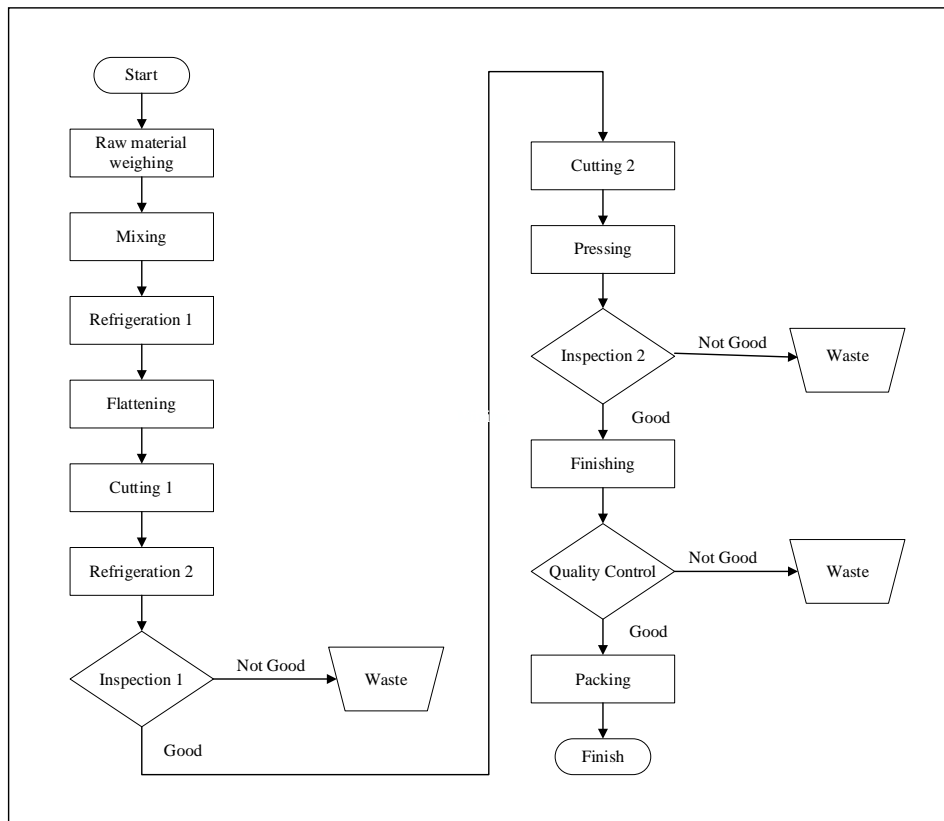 Start
Raw material
weighing
Mixing
Refrigeration 1
Flattening
Cutting 1
Refrigeration 2
Inspection 1
Not Good
Waste
Good
Cutting 2
Pressing
Inspection 2
Not Good
Waste
Good
Finishing
Quality Control
Not Good
Waste
Good
Packing
Finish